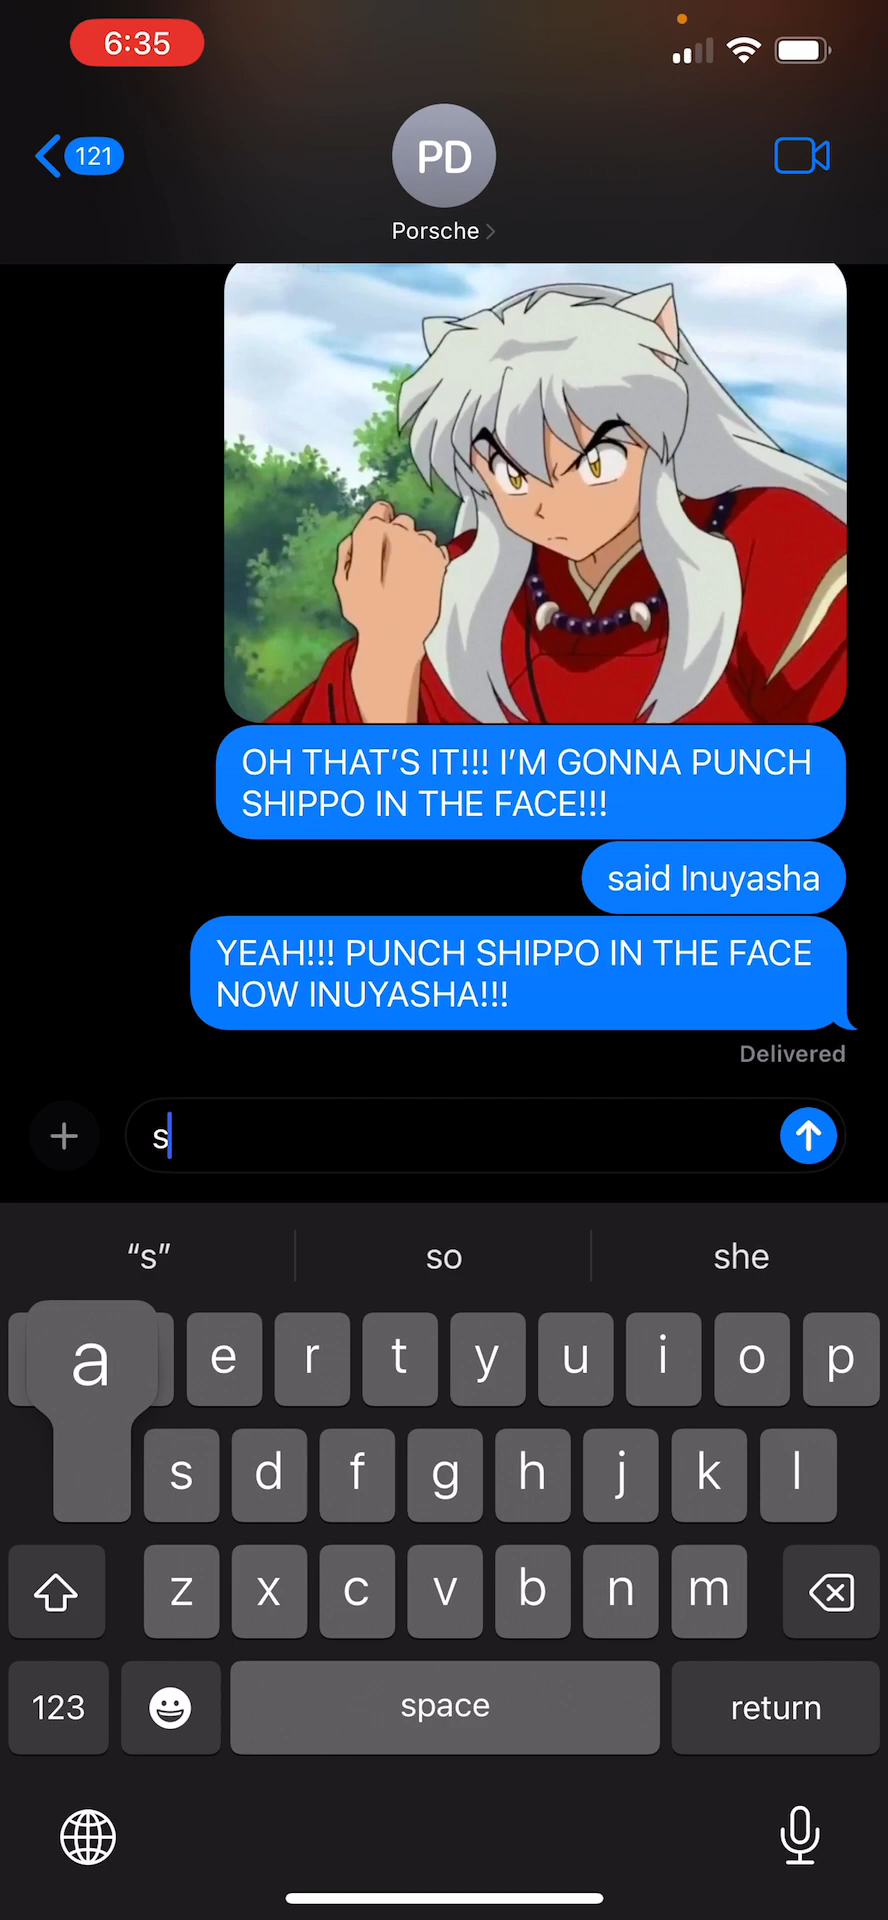 6:35
121
PD
Porsche
OH THAT’S IT!!! I’M GONNA PUNCH
SHIPPO IN THE FACE!!!
said Inuyasha
YEAH!!! PUNCH SHIPPO IN THE FACE
NOW INUYASHA!!!
Delivered
s
“s” so she
a e r t y u i o p
s d f g h j k l
z x c v b n m
123 space return